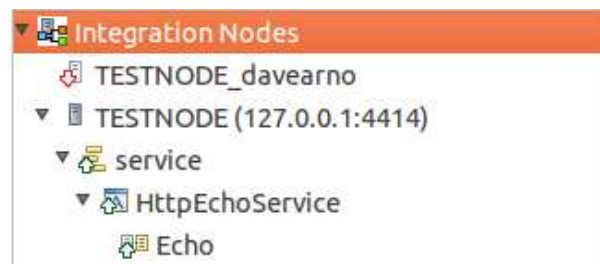 Integration Nodes
TESTNODE_davearno
TESTNODE (127.0.0.1:4414)
service
HttpEchoService
Echo